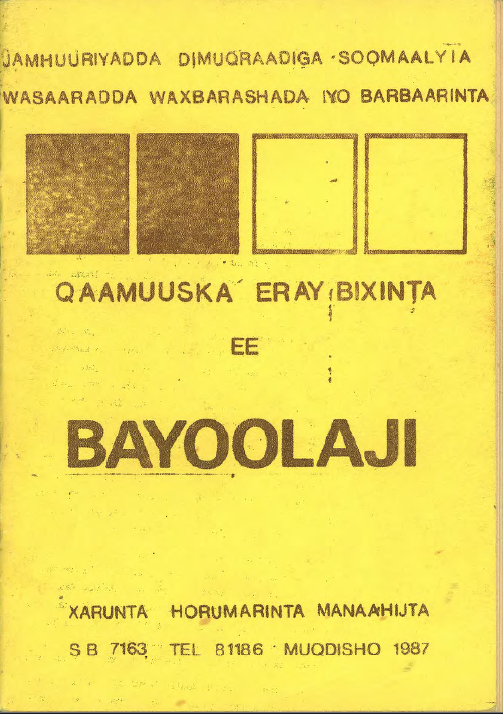 JAMHUURIYADDA DIMUQRAADIGA SOOMAALYIA
WASAARADDA WAXBARASHADA IYO BARBAARINTA
QAAMUUSKA ERAY BIXINTA
EE
BAYOOLAJI
XARUNTA HORUMARINTA MANAAHIJTA
S B 7163 TEL 81186 MUQDISHO 1987